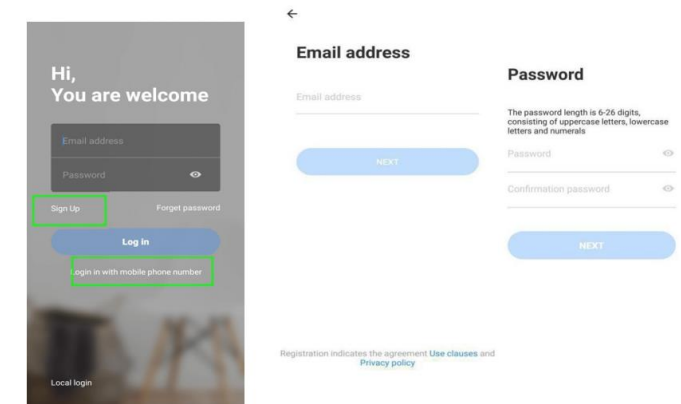 Hi,
You are welcome
Email address
Password
Sign Up
Forget password
Log in
Login in with mobile phone number
Local login
Email address
Email address
NEXT
Registration indicates the agreement Use clauses and
Privacy policy
Password
The password length is 6-26 digits,
consisting of uppercase letters, lowercase
letters and numerals
Password
Confirmation password
NEXT